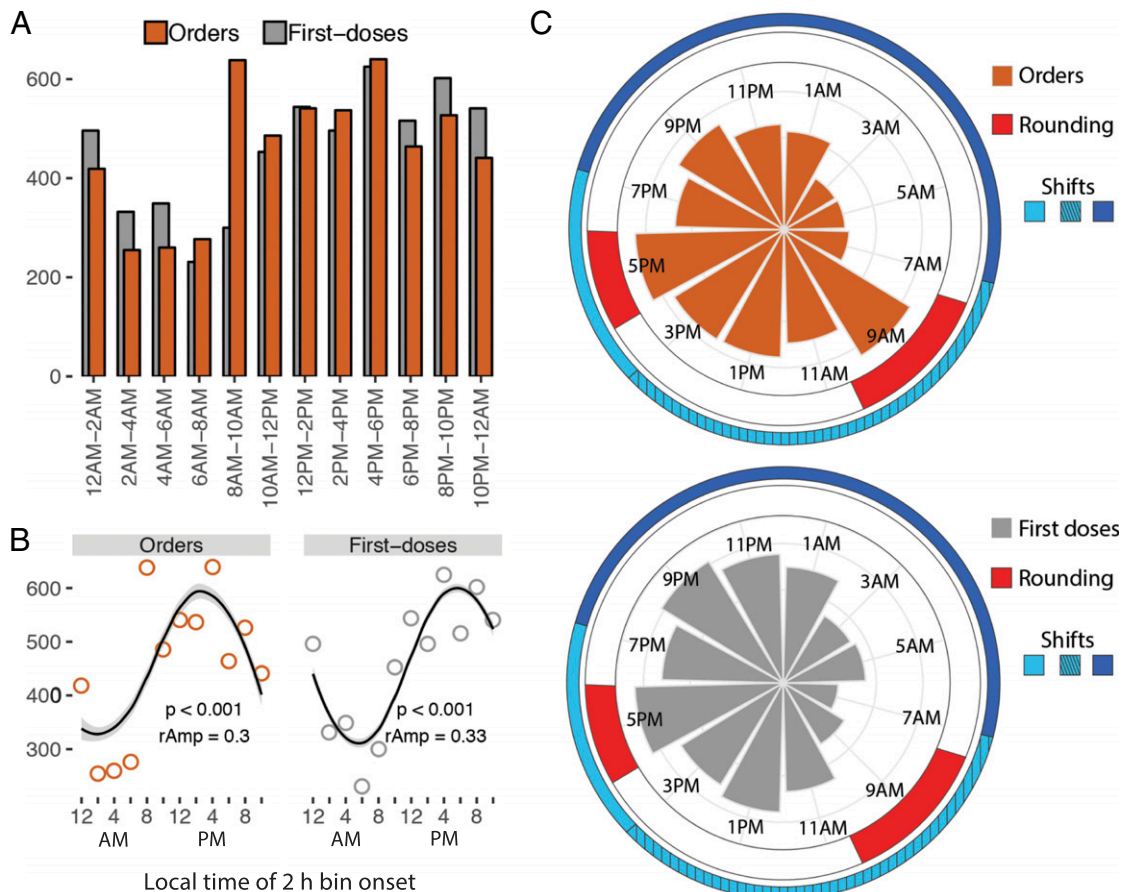 A
Orders First-doses
600
400
200
0
12AM-2AM
2AM-4AM
4AM-6AM
6AM-8AM
8AM-10AM
10AM-12PM
12PM-2PM
2PM-4PM
4PM-6PM
6PM-8PM
8PM-10PM
10PM-12AM
B
Orders First-doses
600
500
400
300
p < 0.001
rAmp = 0.3
p < 0.001
rAmp = 0.33
12 4 8 12 4 8
AM PM
12 4 8 12 4 8
AM PM
Local time of 2 h bin onset
C
Orders
Rounding
Shifts
11PM 1AM
9PM 3AM
7PM 5AM
5PM 7AM
3PM 9AM
1PM 11AM
First doses
Rounding
Shifts
11PM 1AM
9PM 3AM
7PM 5AM
5PM 7AM
3PM 9AM
1PM 11AM